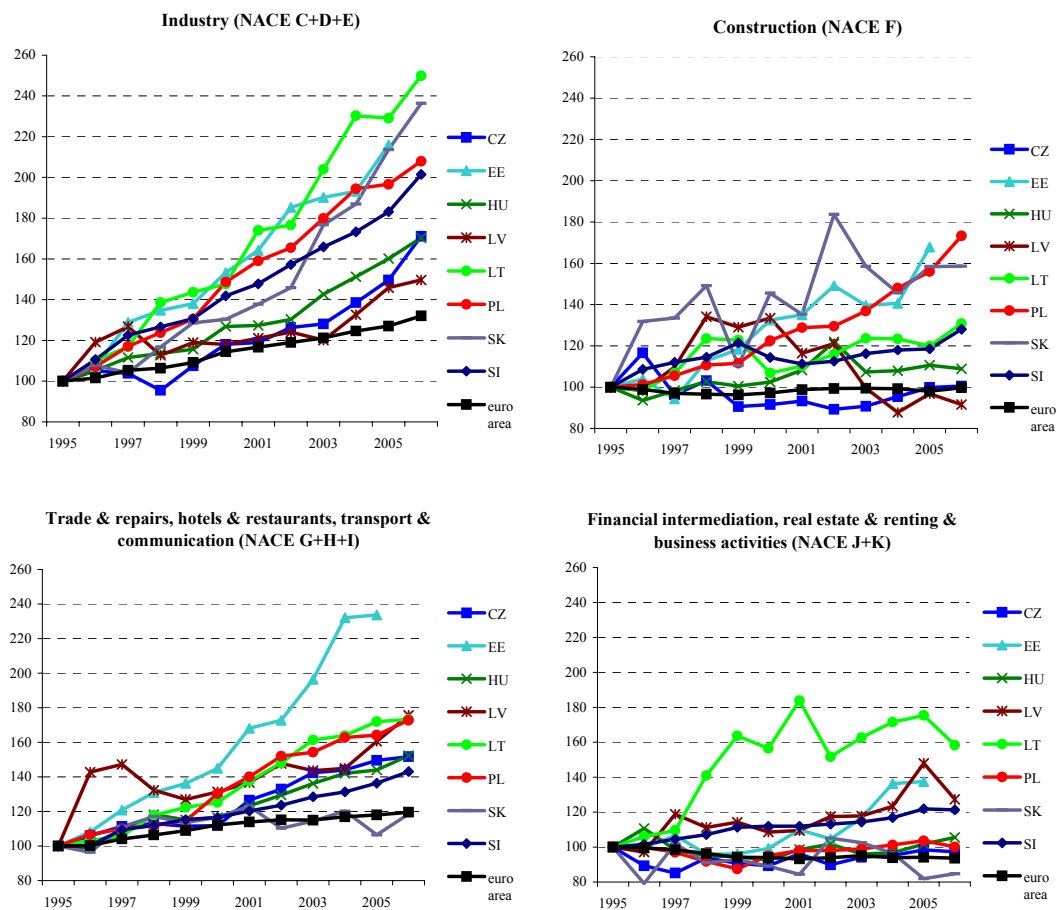 Industry (NACE C+D+E)
260
240
220
200
180
160
140
120
100
80
1995 1997 1999 2001 2003 2005
CZ
EE
HU
LV
LT
PL
SK
SI
euro
area
Construction (NACE F)
260
240
220
200
180
160
140
120
100
80
1995 1997 1999 2001 2003 2005
CZ
EE
HU
LV
LT
PL
SK
SI
euro
area
Trade & repairs, hotels & restaurants, transport &
communication (NACE G+H+I)
260
240
220
200
180
160
140
120
100
80
1995 1997 1999 2001 2003 2005
CZ
EE
HU
LV
LT
PL
SK
SI
euro
area
Financial intermediation, real estate & renting &
business activities (NACE J+K)
260
240
220
200
180
160
140
120
100
80
1995 1997 1999 2001 2003 2005
CZ
EE
HU
LV
LT
PL
SK
SI
euro
area